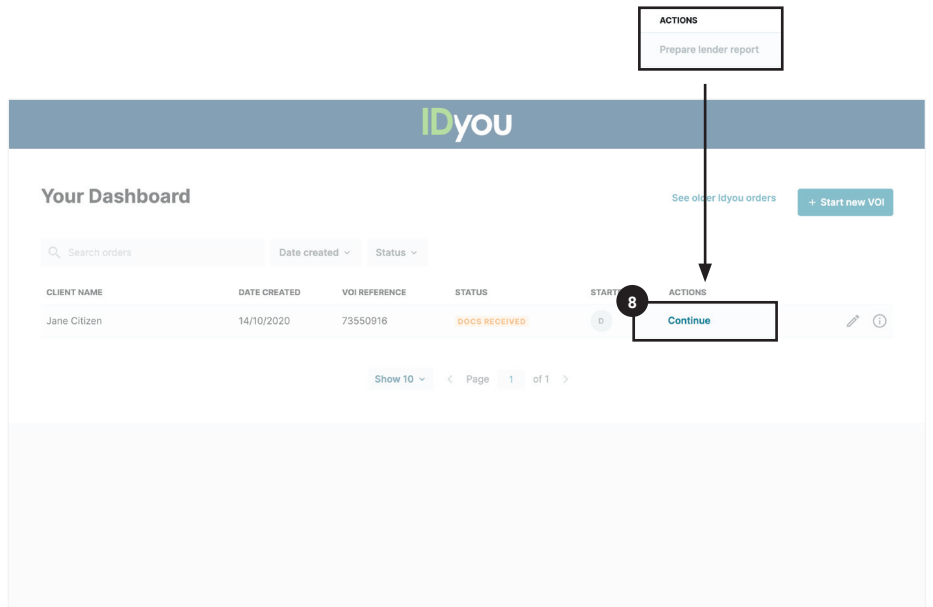 ACTIONS
Prepare lender report
IDyou
Your Dashboard
See older Idyou orders
+ Start new VOI
Search orders
Date created
Status
CLIENT NAME DATE CREATED VOI REFERENCE STATUS START ACTIONS
8
Jane Citizen 14/10/2020 73550916 DOCS RECEIVED D Continue
Show 10 < Page 1 of 1 >